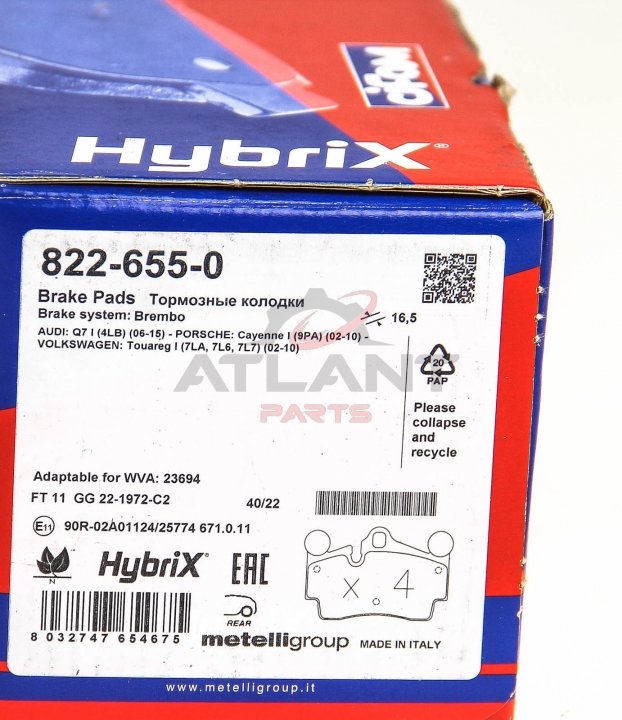 cifam
HybriX®
822-655-0
Brake Pads Тормозные колодки
Brake system: Brembo
16,5
AUDI: Q7 I (4LB) (06-15) - PORSCHE: Cayenne I (9PA) (02-10) -
VOLKSWAGEN: Touareg I (7LA, 7L6, 7L7) (02-10)
ATLANT
PARTS
20
PAP
Please
collapse
and
recycle
Adaptable for WVA: 23694
FT 11 GG 22-1972-C2
40/22
E11 90R-02A01124/25774 671.0.11
N
HybriX®
EAC
x 4
REAR
8 032747 654675
metelligroup
MADE IN ITALY
www.metelligroup.it